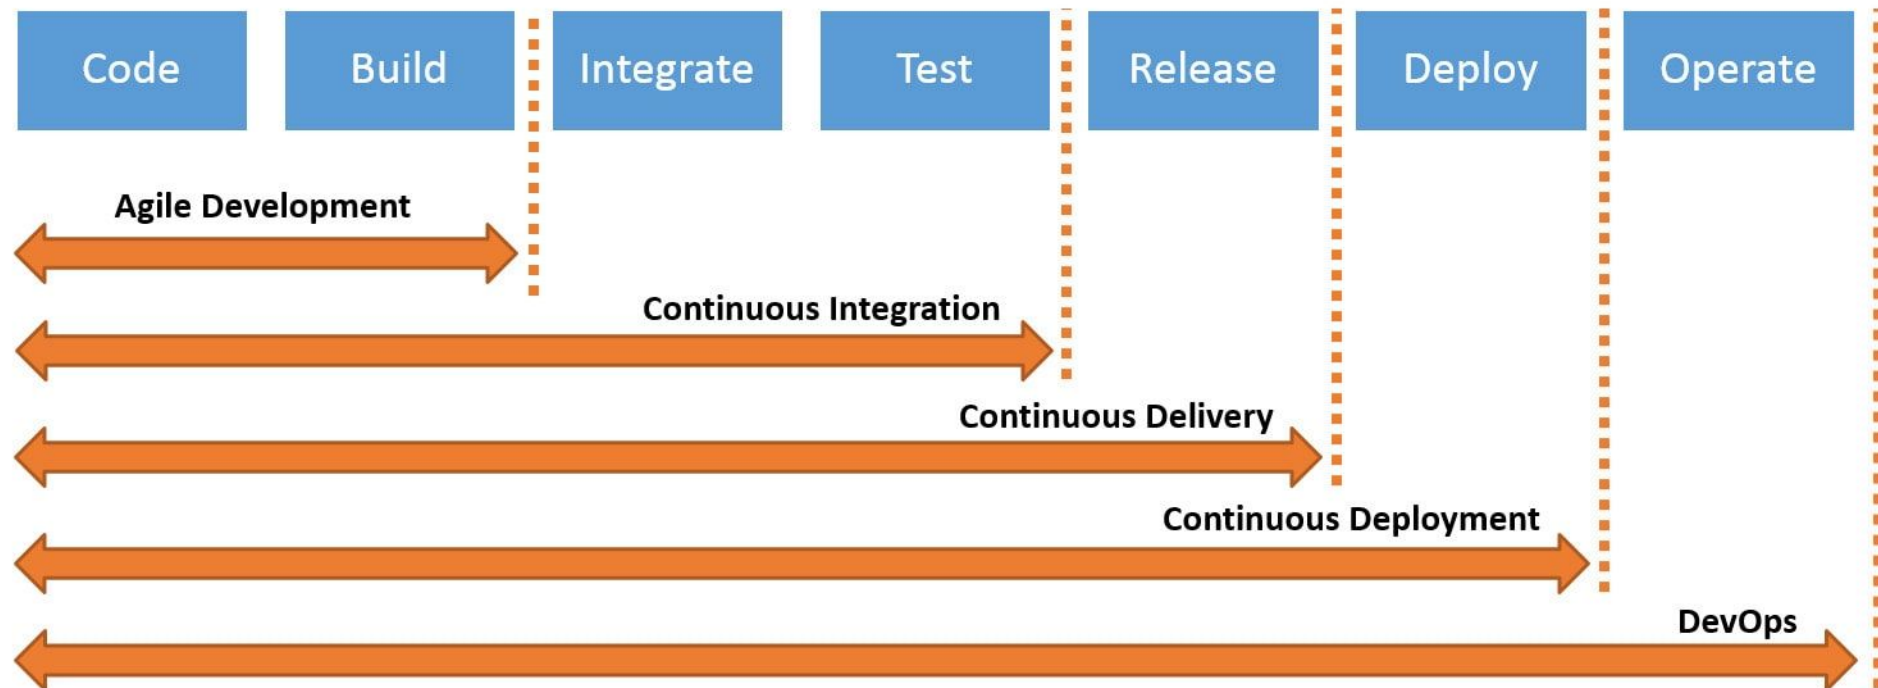 Code
Build
Integrate
Test
Release
Deploy
Operate
Agile Development
Continuous Integration
Continuous Delivery
Continuous Deployment
DevOps